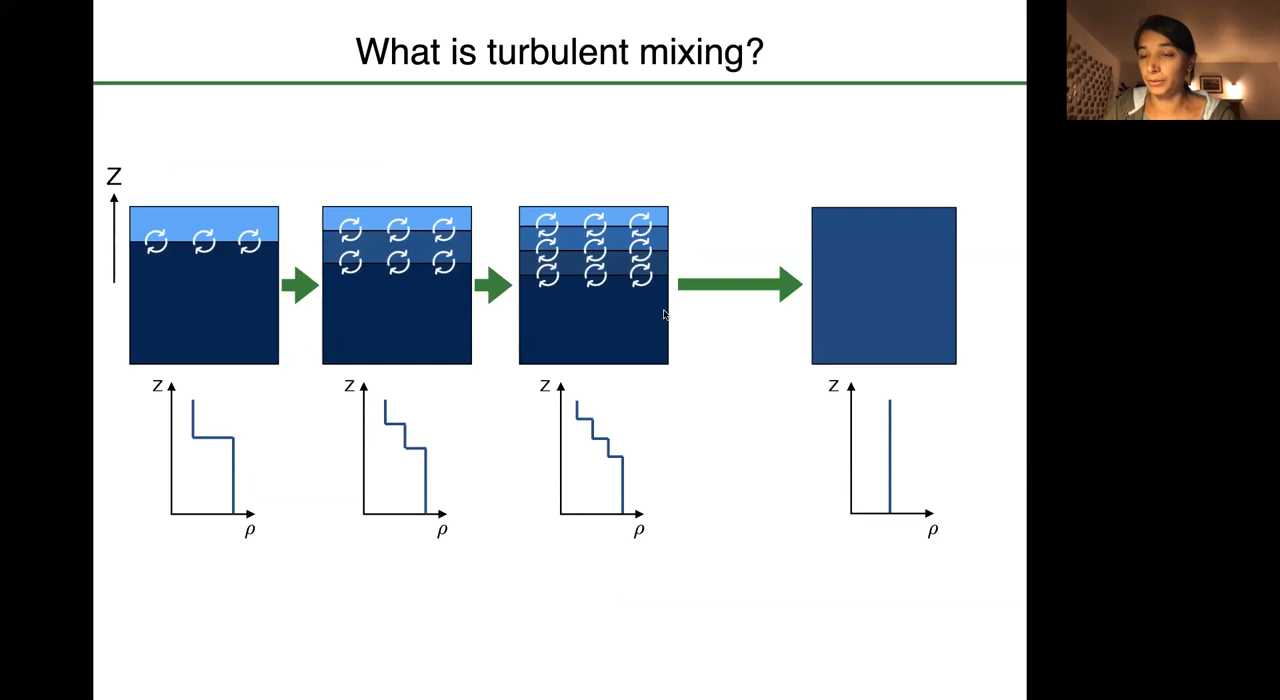 What is turbulent mixing?
Z
Z
Z
Z
Z
ρ
ρ
ρ
ρ